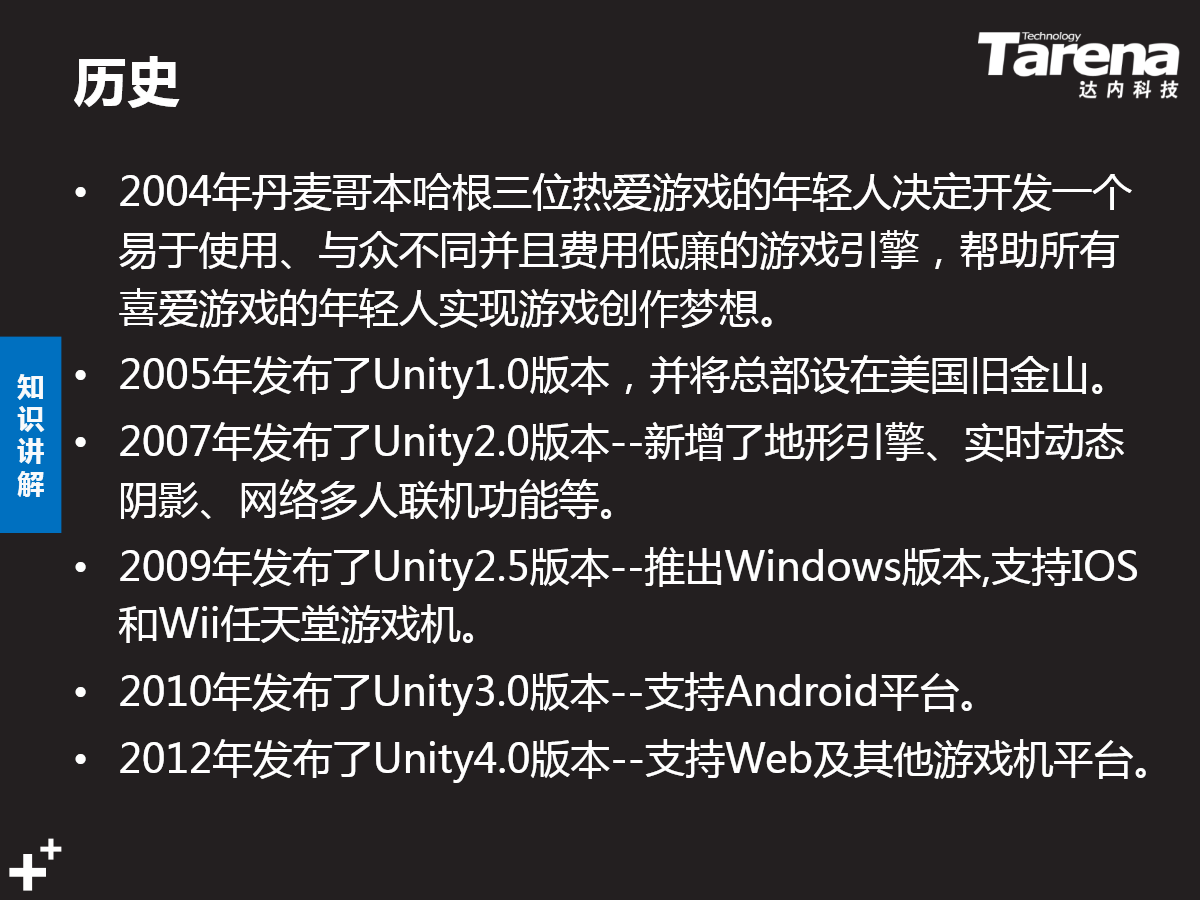 历史
Technology
Tarena
达内科技
• 2004年丹麦哥本哈根三位热爱游戏的年轻人决定开发一个
易于使用、与众不同并且费用低廉的游戏引擎，帮助所有
喜爱游戏的年轻人实现游戏创作梦想。
• 2005年发布了Unity1.0版本，并将总部设在美国旧金山。
• 2007年发布了Unity2.0版本--新增了地形引擎、实时动态
阴影、网络多人联机功能等。
• 2009年发布了Unity2.5版本--推出Windows版本,支持IOS
和Wii任天堂游戏机。
• 2010年发布了Unity3.0版本--支持Android平台。
• 2012年发布了Unity4.0版本--支持Web及其他游戏机平台。
知
识
讲
解